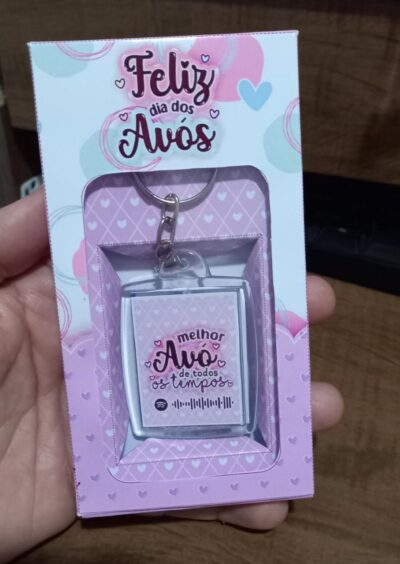 Feliz
dia dos
Avós
melhor
Avó
de todos
os tempos